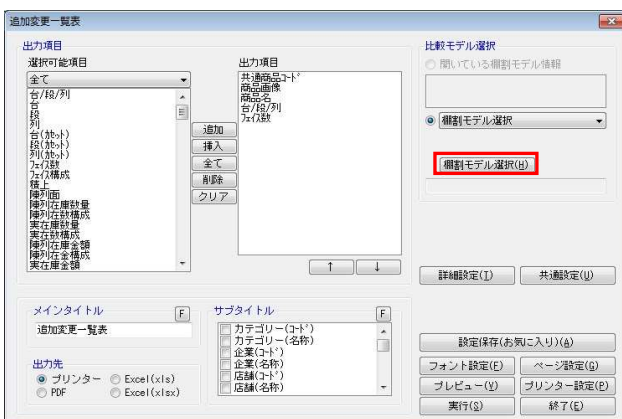 追加変更一覧表
出力項目
選択可能項目
全て
台/段/列
台
段
列
台(ｶｾｯﾄ)
段(ｶｾｯﾄ)
列(ｶｾｯﾄ)
ﾌｪｲｽ数
ﾌｪｲｽ構成
積上
陳列面
陳列在庫数量
陳列在数構成
実在庫数量
実在数構成
陳列在庫金額
陳列在金構成
実在庫金額
追加
挿入
全て
削除
クリア
出力項目
共通商品ｺｰﾄﾞ
商品画像
商品名
台/段/列
ﾌｪｲｽ数
↑
↓
比較モデル選択
開いている棚割モデル情報
棚割モデル選択
棚割モデル選択(H)
詳細設定(I)
共通設定(U)
メインタイトル
F
追加変更一覧表
サブタイトル
F
カテゴリー(ｺｰﾄﾞ)
カテゴリー(名称)
企業(ｺｰﾄﾞ)
企業(名称)
店舗(ｺｰﾄﾞ)
店舗(名称)
出力先
プリンター
Excel(xls)
PDF
Excel(xlsx)
設定保存(お気に入り)(A)
フォント設定(F)
ページ設定(G)
プレビュー(V)
プリンター設定(P)
実行(S)
終了(E)